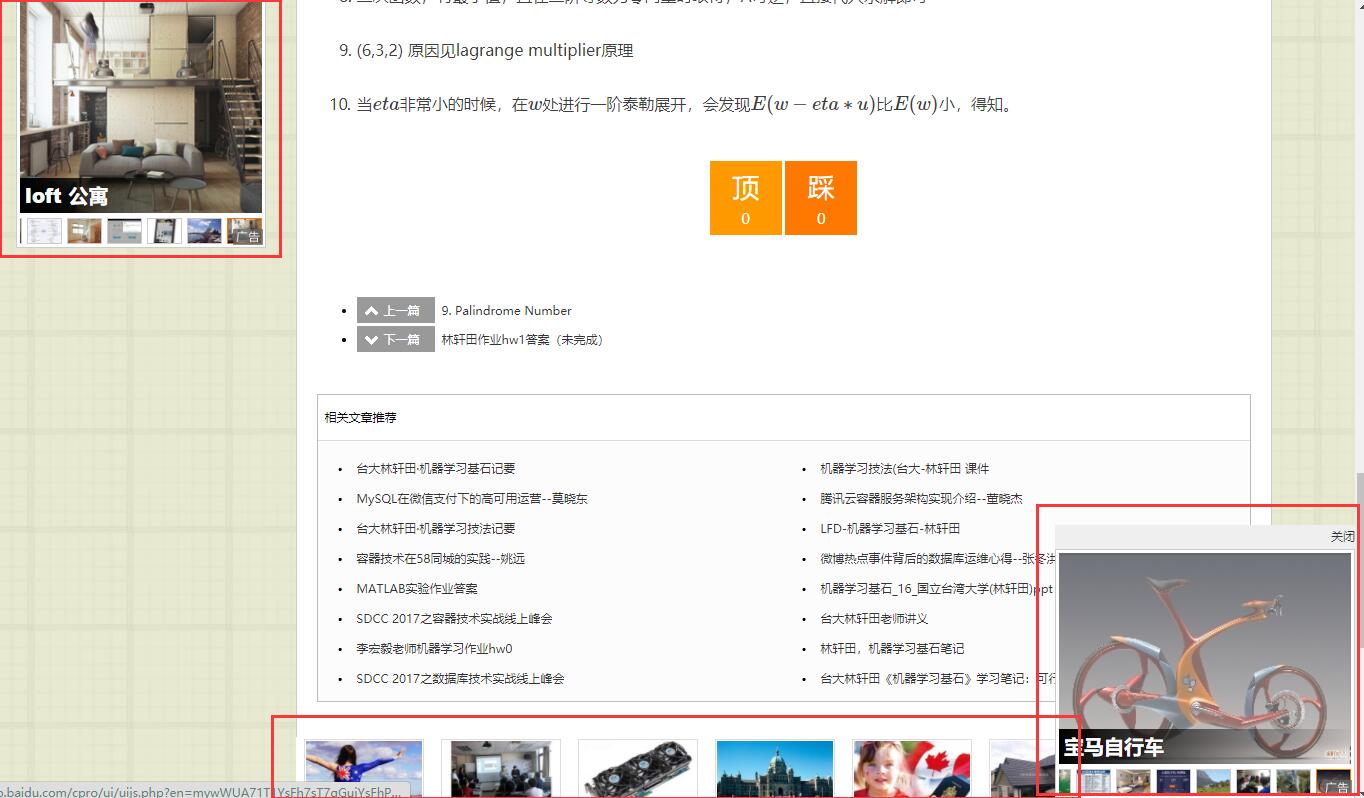 loft 公寓
广告
9. (6,3,2) 原因见lagrange multiplier原理
10. 当eta非常小的时候，在w处进行一阶泰勒展开，会发现E(w − eta ∗ u)比E(w)小，得知。
顶 踩
0 0
上一篇 9. Palindrome Number
下一篇 林轩田作业hw1答案（未完成）
相关文章推荐
台大林轩田·机器学习基石记要
机器学习技法(台大-林轩田 课件
MySQL在微信支付下的高可用运营--莫晓东
腾讯云容器服务架构实现介绍--董晓杰
台大林轩田·机器学习技法记要
LFD-机器学习基石-林轩田
容器技术在58同城的实践--姚远
微博热点事件背后的数据库运维心得--张冬洪
MATLAB实验作业答案
机器学习基石_16_国立台湾大学(林轩田)ppt
SDCC 2017之容器技术实战线上峰会
台大林轩田老师讲义
李宏毅老师机器学习作业hw0
林轩田，机器学习基石笔记
SDCC 2017之数据库技术实战线上峰会
台大林轩田《机器学习基石》学习笔记：可行
关闭
宝马自行车
广告